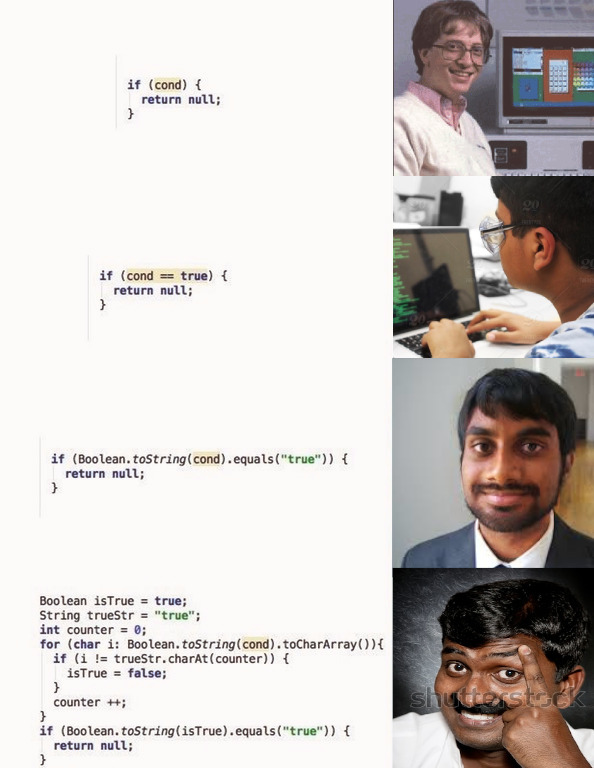 if (cond) {
return null;
}
if (cond == true) {
return null;
}
if (Boolean.toString(cond).equals("true")) {
return null;
}
Boolean isTrue = true;
String trueStr = "true";
int counter = 0;
for (char i: Boolean.toString(cond).toCharArray()){
if (i != trueStr.charAt(counter)) {
isTrue = false;
}
counter ++;
}
if (Boolean.toString(isTrue).equals("true")) {
return null;
}
shutterstock